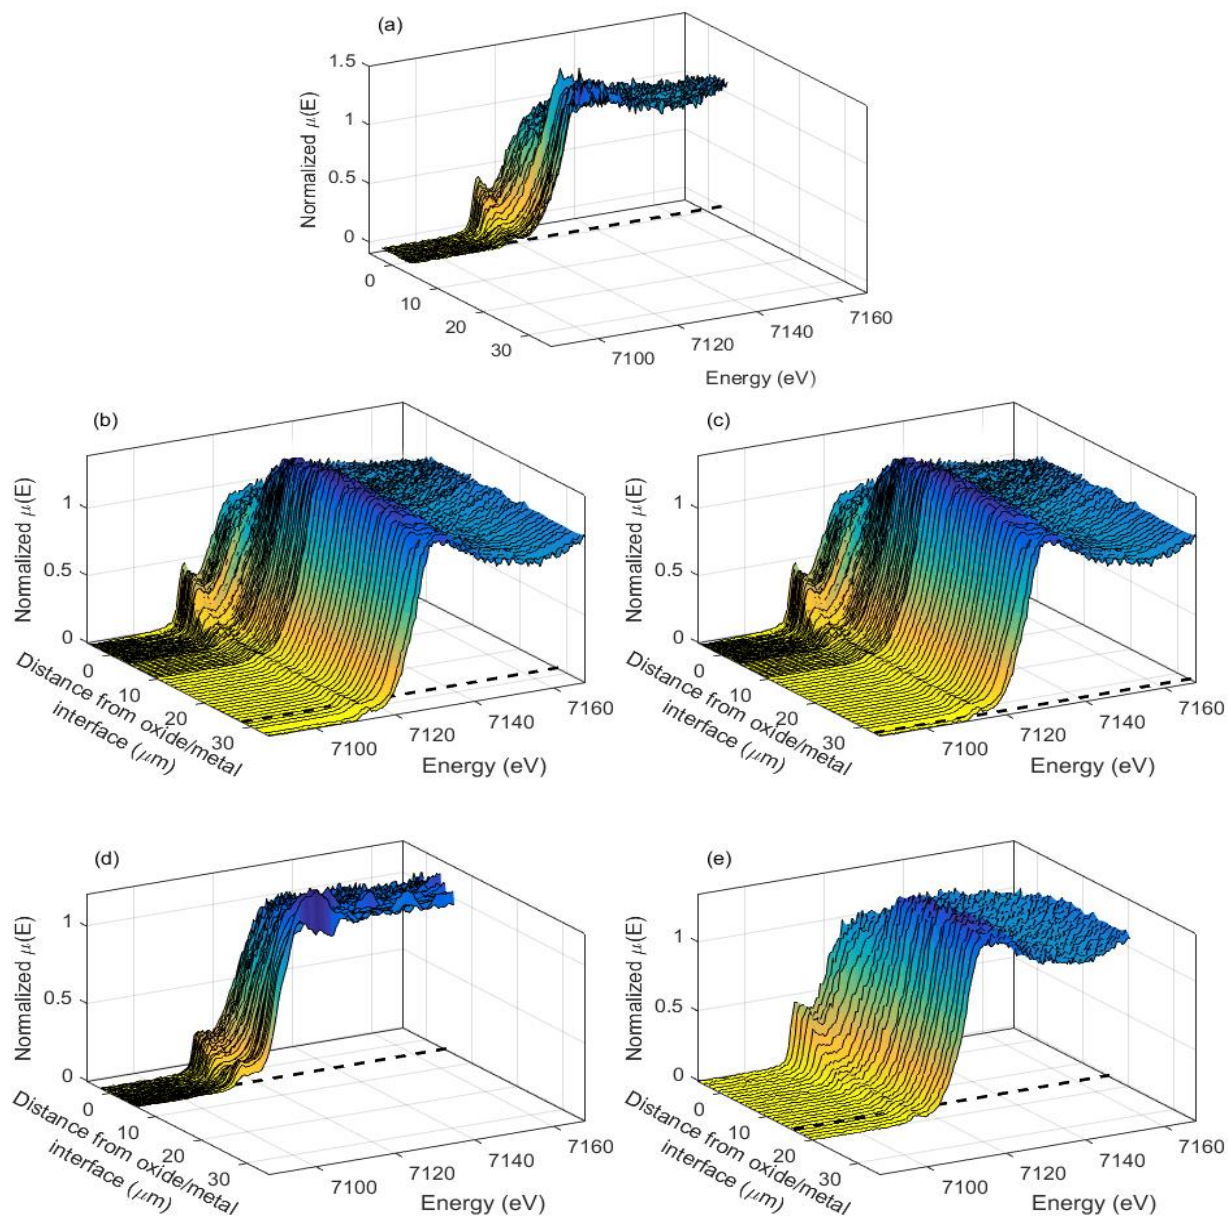 (a)
1.5
1
0.5
0
Normalized μ(E)
0
10
20
30
7100
7120
7140
7160
Energy (eV)
(b)
1
0.5
0
Normalized μ(E)
0
10
20
30
Distance from oxide/metal
interface (μm)
7100
7120
7140
7160
Energy (eV)
(c)
1
0.5
0
Normalized μ(E)
0
10
20
30
Distance from oxide/metal
interface (μm)
7100
7120
7140
7160
Energy (eV)
(d)
1
0.5
0
Normalized μ(E)
0
10
20
30
Distance from oxide/metal
interface (μm)
7100
7120
7140
7160
Energy (eV)
(e)
1
0.5
0
Normalized μ(E)
0
10
20
30
Distance from oxide/metal
interface (μm)
7100
7120
7140
7160
Energy (eV)